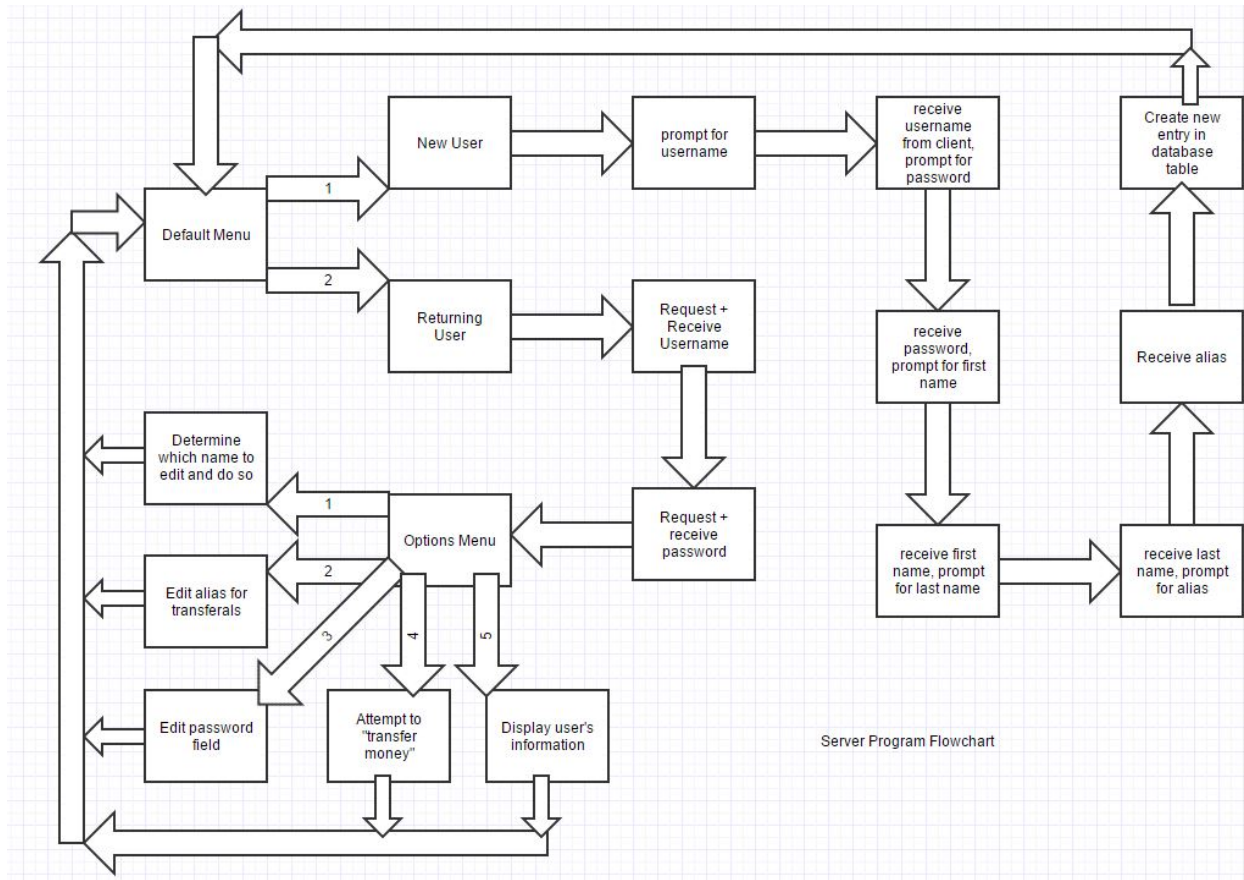 New User
prompt for
username
receive
username
from client,
prompt for
password
Create new
entry in
database
table
1
Default Menu
2
Returning
User
Request +
Receive
Username
receive
password,
prompt for first
name
Receive alias
Determine
which name to
edit and do so
1
Options Menu
Request +
receive
password
receive first
name, prompt
for last name
receive last
name, prompt
for alias
2
Edit alias for
transferals
3
4
5
Edit password
field
Attempt to
"transfer
money"
Display user's
information
Server Program Flowchart